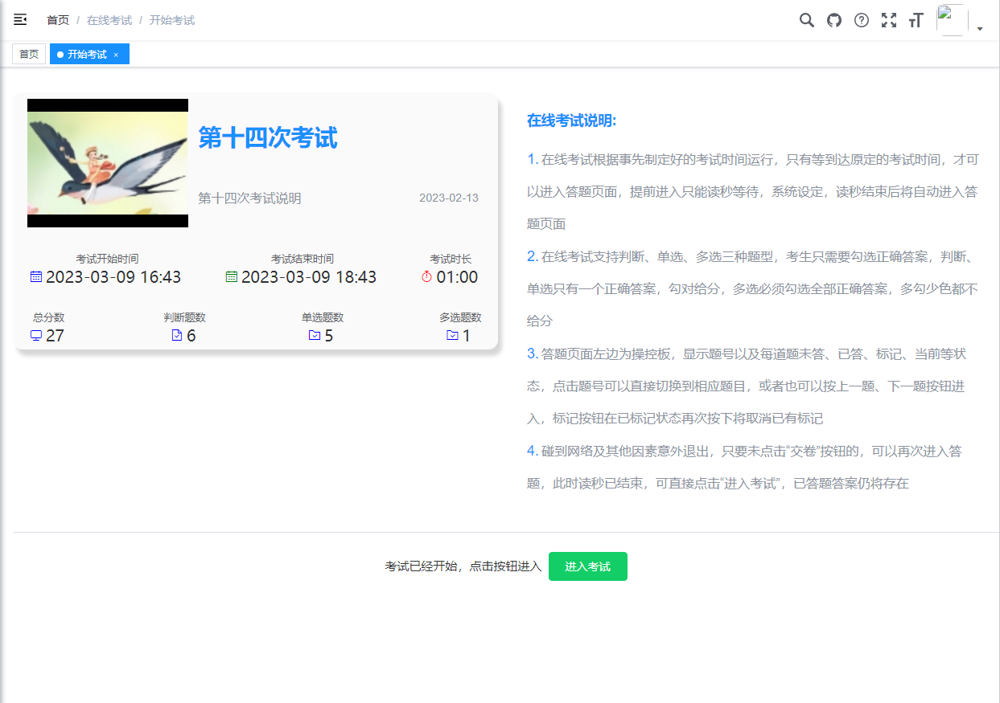 首页 / 在线考试 / 开始考试
首页
开始考试 ×
第十四次考试
第十四次考试说明
2023-02-13
考试开始时间
2023-03-09 16:43
考试结束时间
2023-03-09 18:43
考试时长
01:00
总分数
27
判断题数
6
单选题数
5
多选题数
1
在线考试说明:
1. 在线考试根据事先制定好的考试时间运行，只有等到达原定的考试时间，才可
以进入答题页面，提前进入只能读秒等待，系统设定，读秒结束后将自动进入答
题页面
2. 在线考试支持判断、单选、多选三种题型，考生只需要勾选正确答案，判断、
单选只有一个正确答案，勾对给分，多选必须勾选全部正确答案，多勾少色都不
给分
3. 答题页面左边为操控板，显示题号以及每道题未答、已答、标记、当前等状
态，点击题号可以直接切换到相应题目，或者也可以按上一题、下一题按钮进
入，标记按钮在已标记状态再次按下将取消已有标记
4. 碰到网络及其他因素意外退出，只要未点击“交卷”按钮的，可以再次进入答
题，此时读秒已结束，可直接点击“进入考试”，已答题答案仍将存在
考试已经开始，点击按钮进入
进入考试